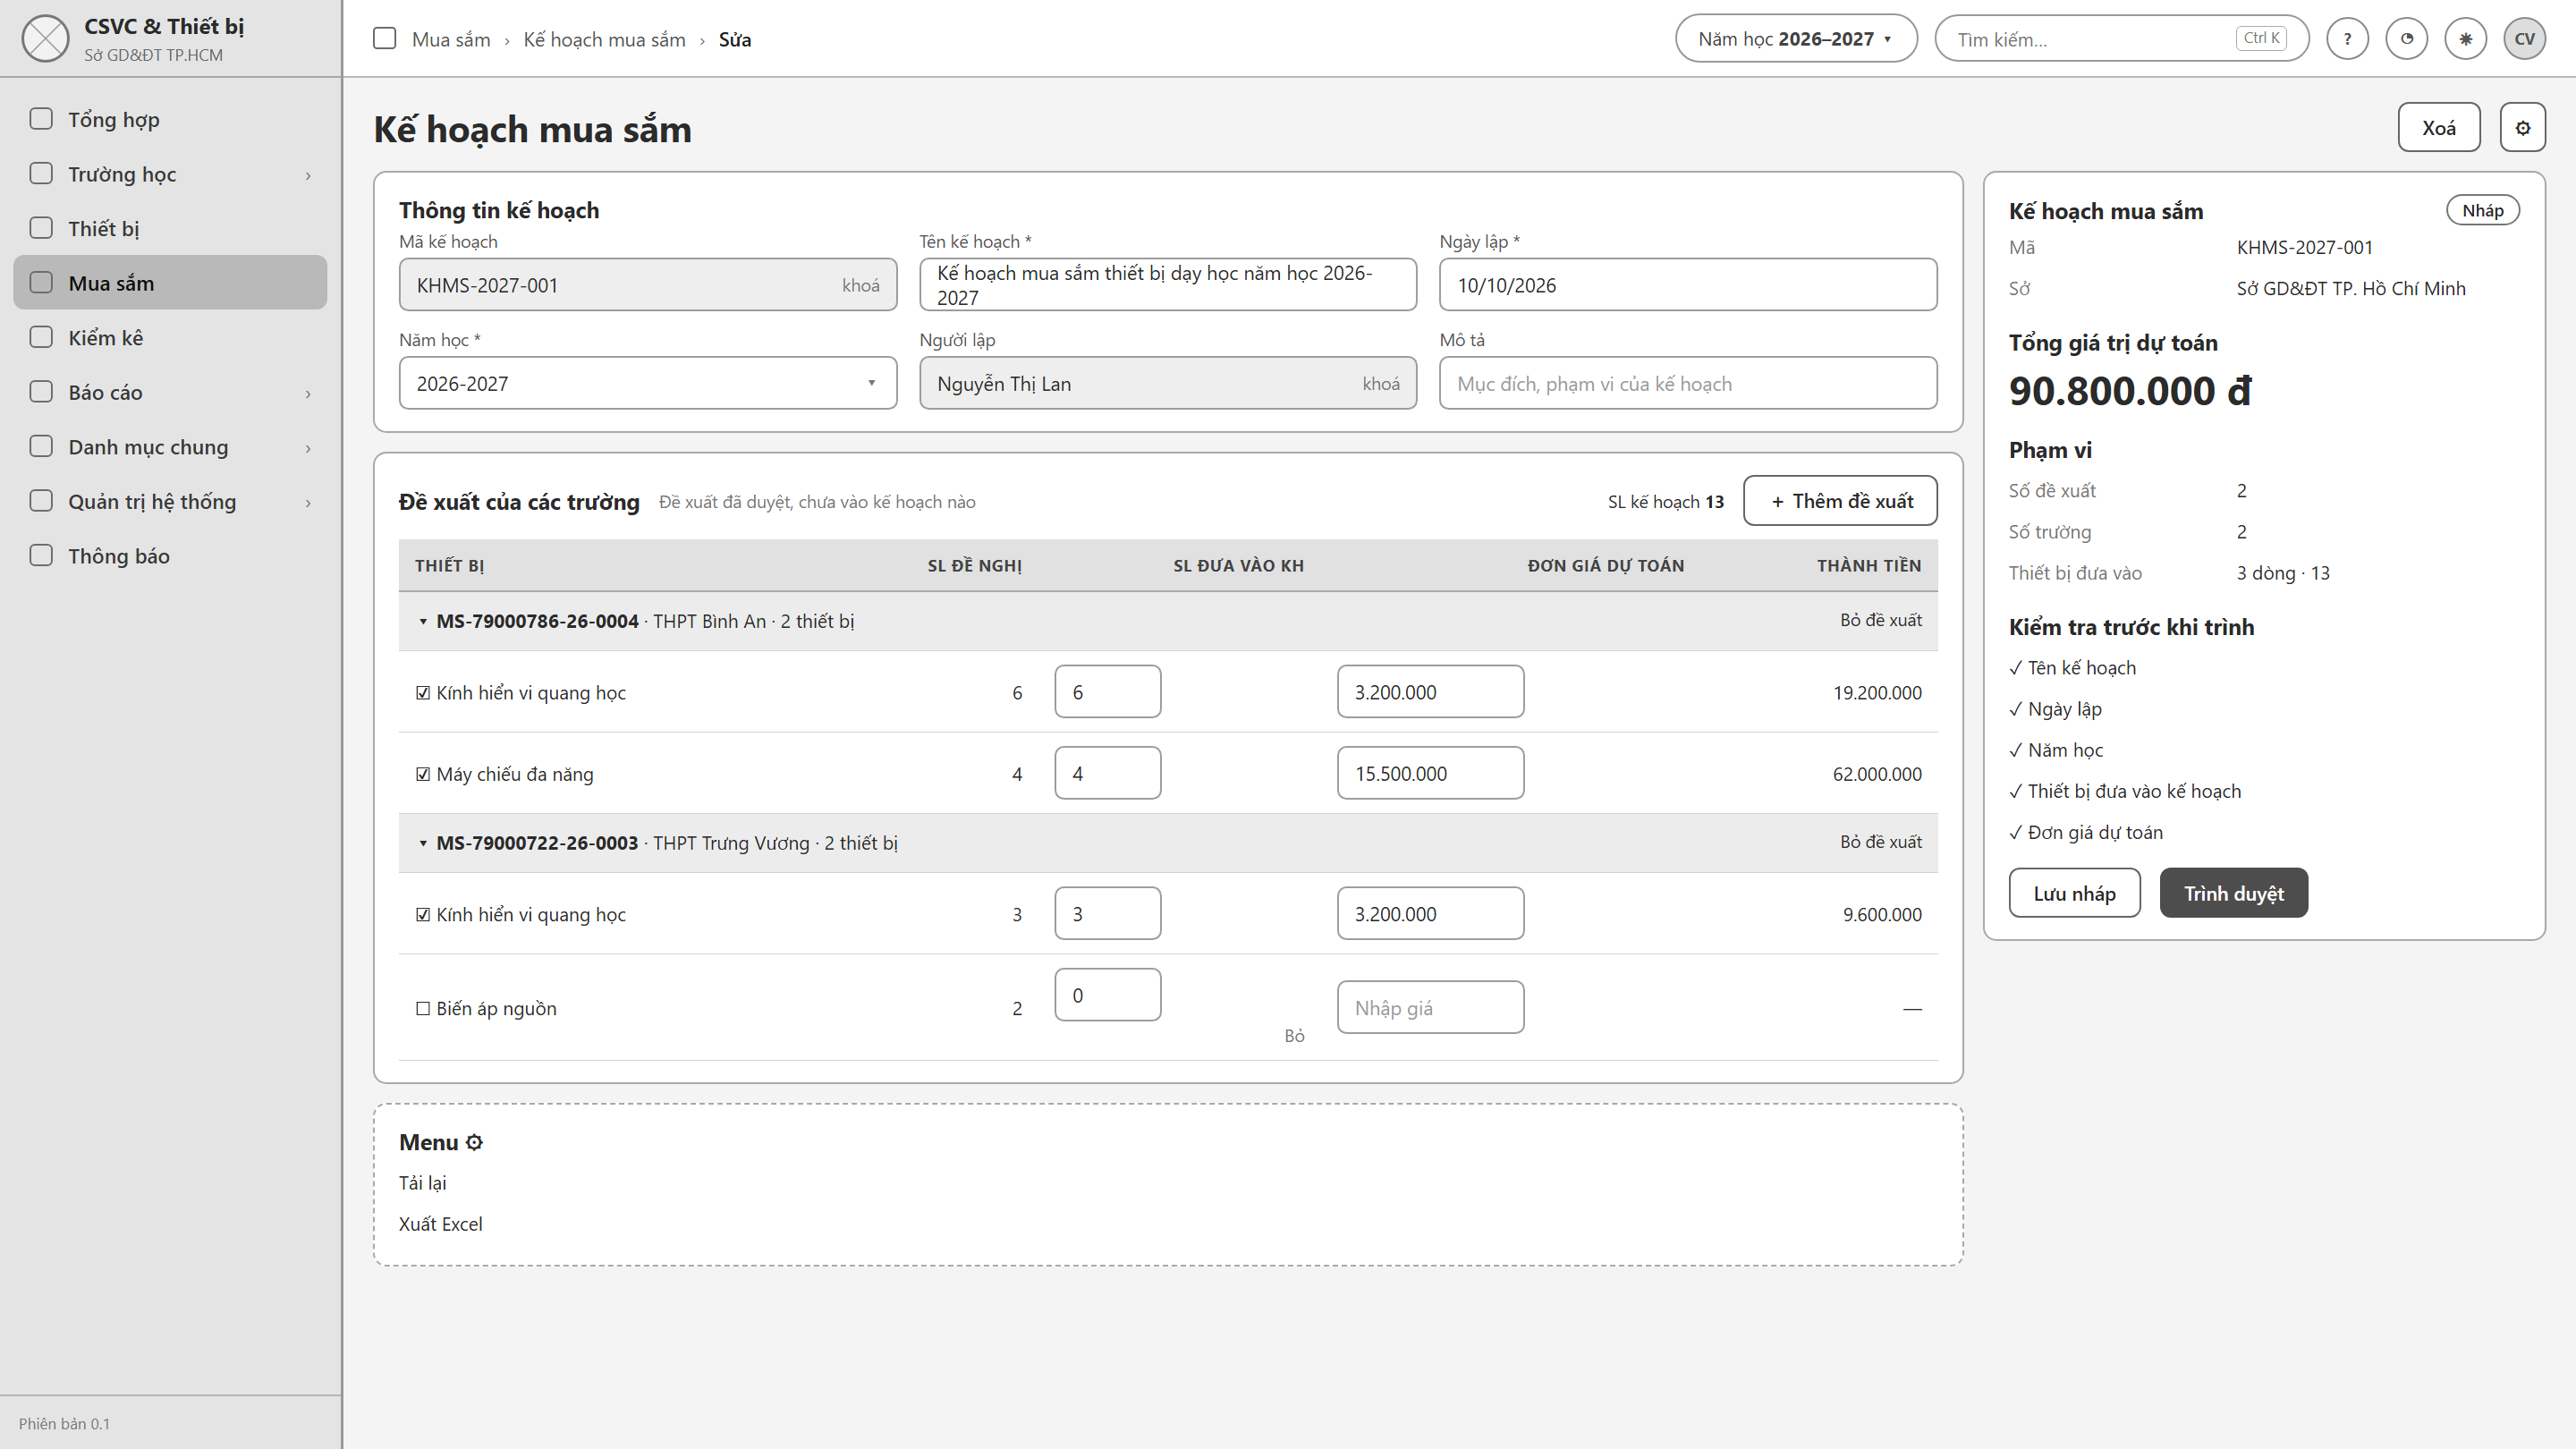 CSVC & Thiết bị
Sở GD&ĐT TP.HCM
Tổng hợp
Trường học ›
Thiết bị
Mua sắm
Kiểm kê
Báo cáo ›
Danh mục chung ›
Quản trị hệ thống ›
Thông báo
Phiên bản 0.1
Mua sắm › Kế hoạch mua sắm › Sửa
Năm học 2026–2027 ▾
Tìm kiếm... Ctrl K
?
CV
Kế hoạch mua sắm
Xoá
Thông tin kế hoạch
Mã kế hoạch
KHMS-2027-001 khoá
Tên kế hoạch *
Kế hoạch mua sắm thiết bị dạy học năm học 2026-
2027
Ngày lập *
10/10/2026
Năm học *
2026-2027 ▾
Người lập
Nguyễn Thị Lan khoá
Mô tả
Mục đích, phạm vi của kế hoạch
Đề xuất của các trường Đề xuất đã duyệt, chưa vào kế hoạch nào SL kế hoạch 13 + Thêm đề xuất
THIẾT BỊ SL ĐỀ NGHỊ SL ĐƯA VÀO KH ĐƠN GIÁ DỰ TOÁN THÀNH TIỀN
▾ MS-79000786-26-0004 · THPT Bình An · 2 thiết bị Bỏ đề xuất
☑ Kính hiển vi quang học 6 6 3.200.000 19.200.000
☑ Máy chiếu đa năng 4 4 15.500.000 62.000.000
▾ MS-79000722-26-0003 · THPT Trưng Vương · 2 thiết bị Bỏ đề xuất
☑ Kính hiển vi quang học 3 3 3.200.000 9.600.000
☐ Biến áp nguồn 2 0 Nhập giá —
Bỏ
Menu ⚙
Tải lại
Xuất Excel
Kế hoạch mua sắm Nháp
Mã KHMS-2027-001
Sở Sở GD&ĐT TP. Hồ Chí Minh
Tổng giá trị dự toán
90.800.000 đ
Phạm vi
Số đề xuất 2
Số trường 2
Thiết bị đưa vào 3 dòng · 13
Kiểm tra trước khi trình
✓ Tên kế hoạch
✓ Ngày lập
✓ Năm học
✓ Thiết bị đưa vào kế hoạch
✓ Đơn giá dự toán
Lưu nháp Trình duyệt